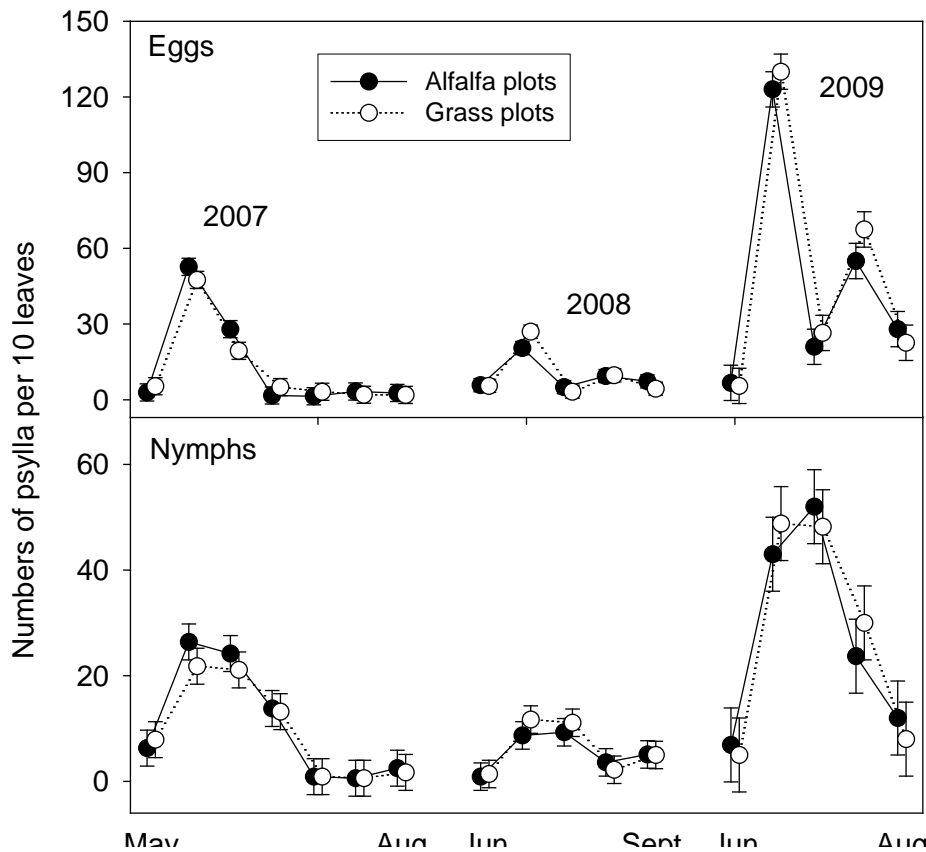 150
Eggs
Alfalfa plots
Grass plots
2009
120
90
2007
60
2008
30
0
Numbers of psylla per 10 leaves
Nymphs
60
40
20
0
May Aug Jun Sept Jun Aug